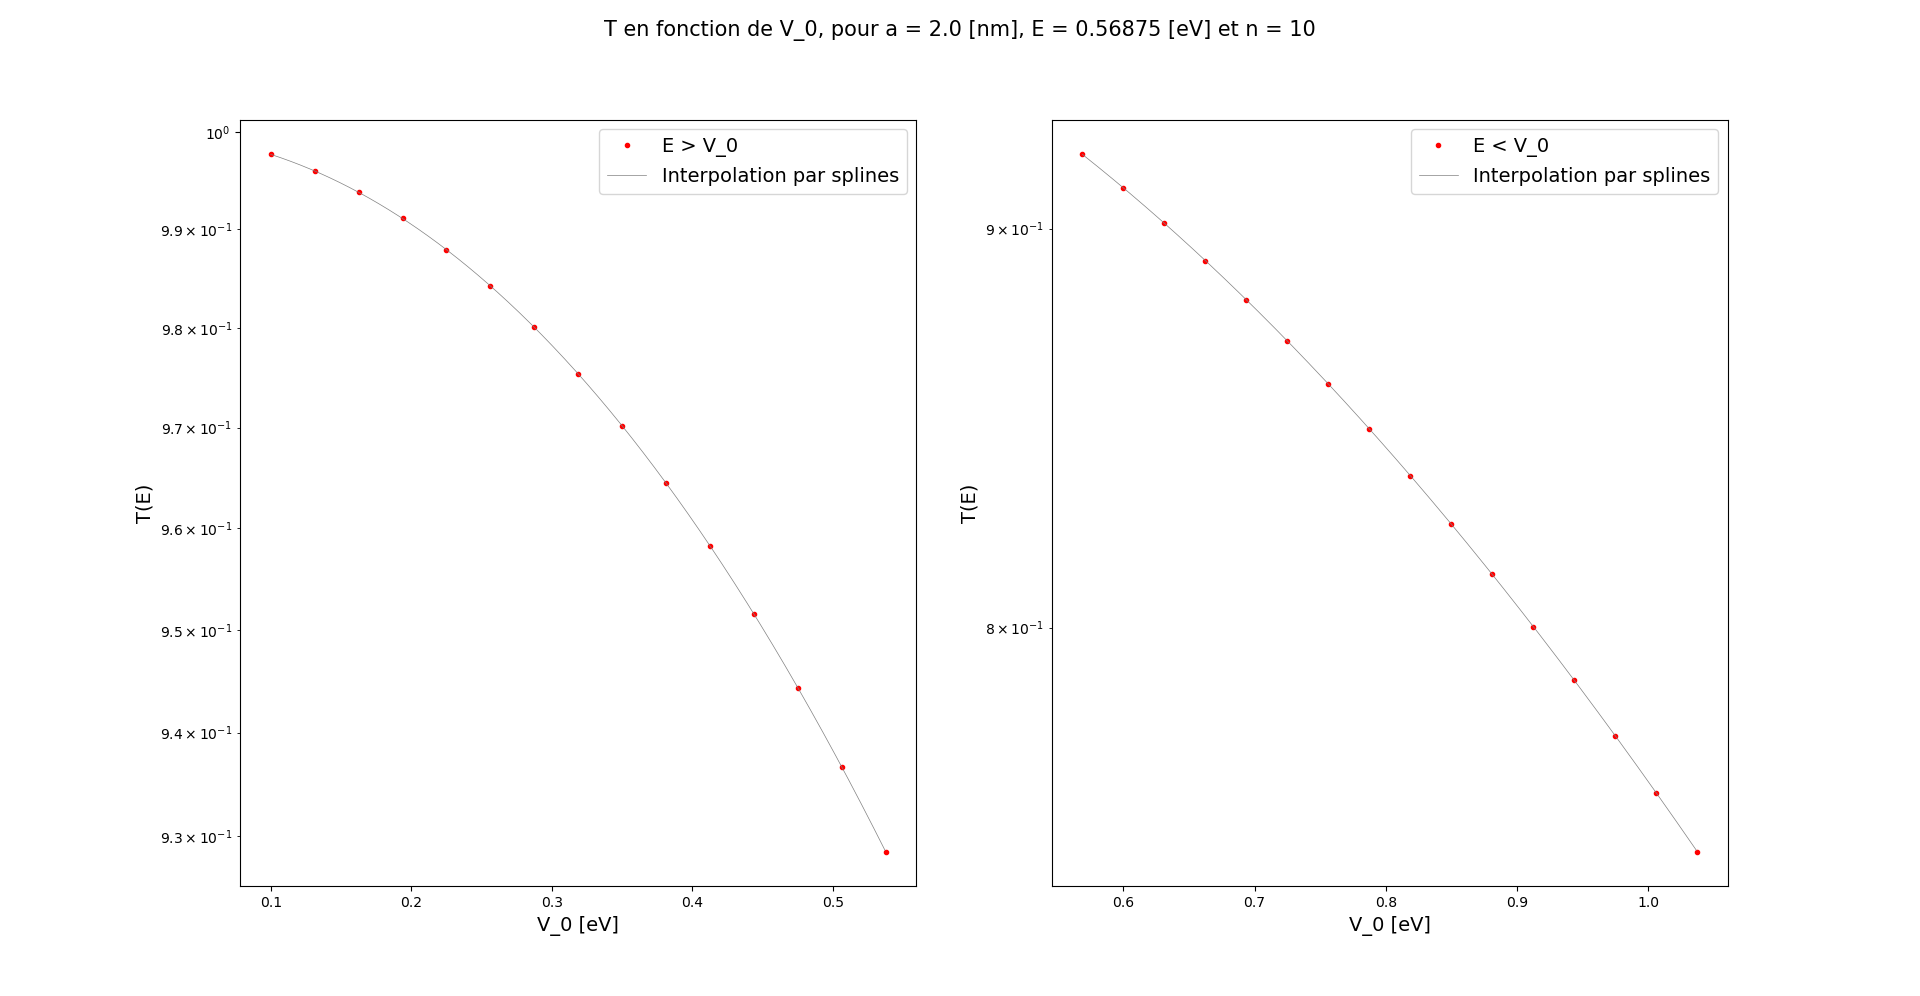 T en fonction de V_0, pour a = 2.0 [nm], E = 0.56875 [eV] et n = 10
10⁰
9.9 × 10⁻¹
9.8 × 10⁻¹
9.7 × 10⁻¹
9.6 × 10⁻¹
9.5 × 10⁻¹
9.4 × 10⁻¹
9.3 × 10⁻¹
T(E)
E > V_0
Interpolation par splines
0.1 0.2 0.3 0.4 0.5
V_0 [eV]
9 × 10⁻¹
8 × 10⁻¹
T(E)
E < V_0
Interpolation par splines
0.6 0.7 0.8 0.9 1.0
V_0 [eV]